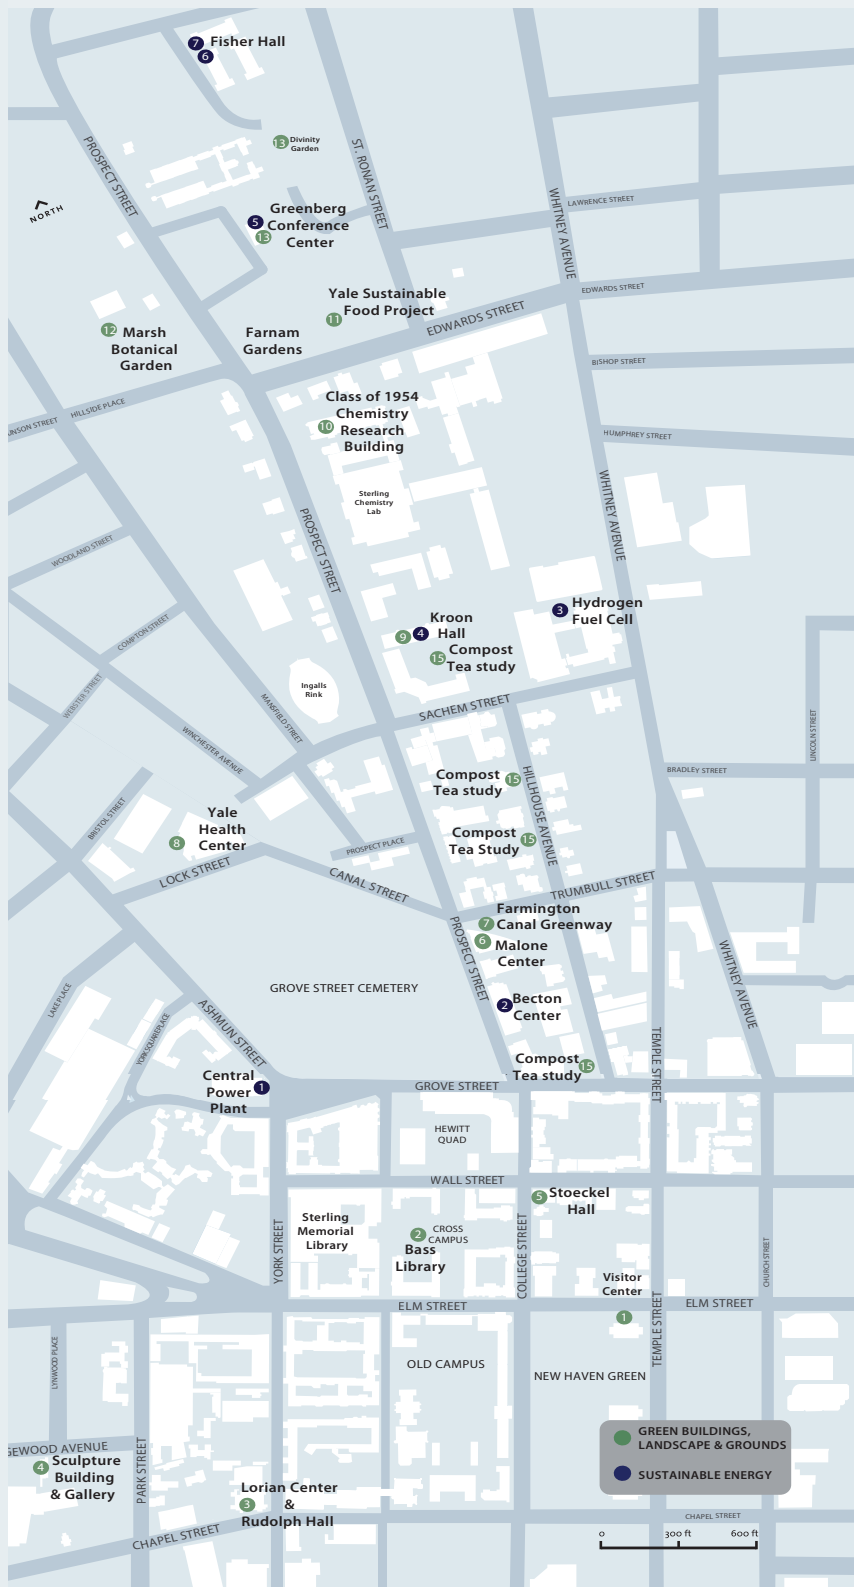 7
Fisher Hall
6
PROSPECT STREET
13
Divinity
Garden
ST. RONAN STREET
NORTH
WHITNEY AVENUE
LAWRENCE STREET
5
Greenberg
Conference
Center
13
EDWARDS STREET
Yale Sustainable
Food Project
11
EDWARDS STREET
12
Marsh
Botanical
Garden
Farnam
Gardens
BISHOP STREET
HILLSIDE PLACE
UNSON STREET
Class of 1954
Chemistry
Research
Building
10
HUMPHREY STREET
WHITNEY AVENUE
Sterling
Chemistry
Lab
PROSPECT STREET
WOODLAND STREET
3
Hydrogen
Fuel Cell
Kroon
Hall
9
4
15
Compost
Tea study
COMPTON STREET
WEBSTER STREET
Ingalls
Rink
MANSFIELD STREET
SACHEM STREET
WINCHESTER AVENUE
LINCOLN STREET
BRADLEY STREET
Compost
Tea study
15
HILLHOUSE AVENUE
BRISTOL STREET
Yale
Health
Center
8
Compost
Tea Study
15
PROSPECT PLACE
LOCK STREET
CANAL STREET
TRUMBULL STREET
7
Farmington
Canal Greenway
6
Malone
Center
PROSPECT STREET
WHITNEY AVENUE
GROVE STREET CEMETERY
2
Becton
Center
LAKE PLACE
YORK SQUARE PLACE
ASHMUN STREET
TEMPLE STREET
Compost
Tea study
15
Central
Power
Plant
1
GROVE STREET
HEWITT
QUAD
WALL STREET
5
Stoeckel
Hall
Sterling
Memorial
Library
2
CROSS
CAMPUS
Bass
Library
YORK STREET
COLLEGE STREET
CHURCH STREET
Visitor
Center
1
ELM STREET
ELM STREET
TEMPLE STREET
LYNWOOD PLACE
OLD CAMPUS
NEW HAVEN GREEN
GEWOOD AVENUE
4
Sculpture
Building
& Gallery
PARK STREET
GREEN BUILDINGS,
LANDSCAPE & GROUNDS
SUSTAINABLE ENERGY
3
Lorian Center
&
Rudolph Hall
CHAPEL STREET
CHAPEL STREET
0 300 ft 600 ft